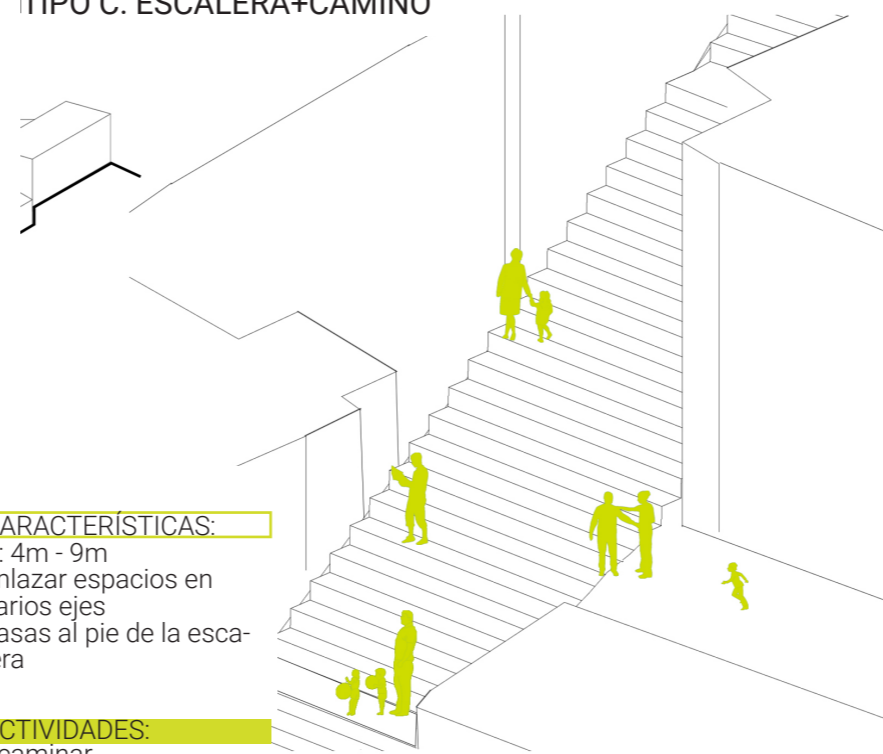 TIPO C. ESCALERA+CAMINO
ARACTERÍSTICAS:
: 4m - 9m
nlazar espacios en
arios ejes
asas al pie de la esca-
era
CTIVIDADES:
caminar